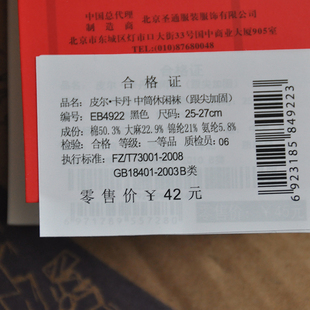 中国总代理
制造商 北京圣通服装服饰有限公司
北京市东城区灯市口大街33号国中商业大厦905室
电话：(010)87680648
合格证
品名：皮尔·卡丹 中筒休闲袜（跟尖加固）
编号：EB4922 黑色 尺码：25-27cm
成份：棉50.3% 大麻22.9% 锦纶21% 氨纶5.8%
检验：合格 等级：一等品 质检员：06
执行标准：FZ/T73001-2008
GB18401-2003B类
零售价￥42元
6923185849223